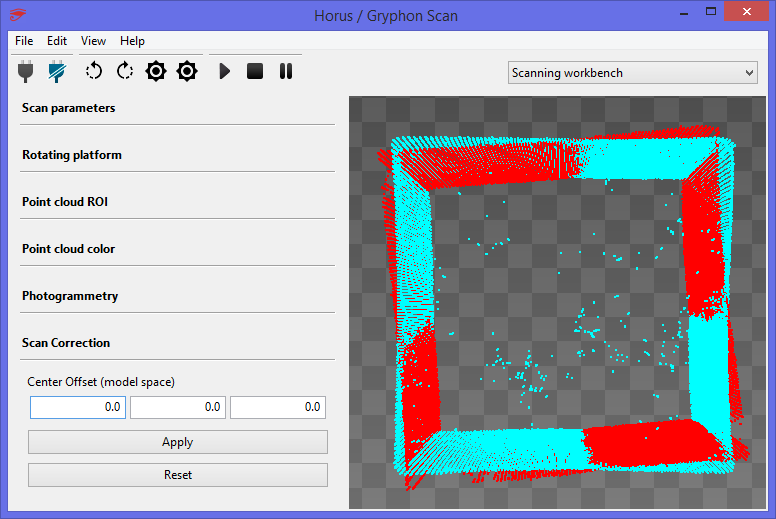 Horus / Gryphon Scan
File Edit View Help
Scanning workbench
Scan parameters
Rotating platform
Point cloud ROI
Point cloud color
Photogrammetry
Scan Correction
Center Offset (model space)
0.0 0.0 0.0
Apply
Reset